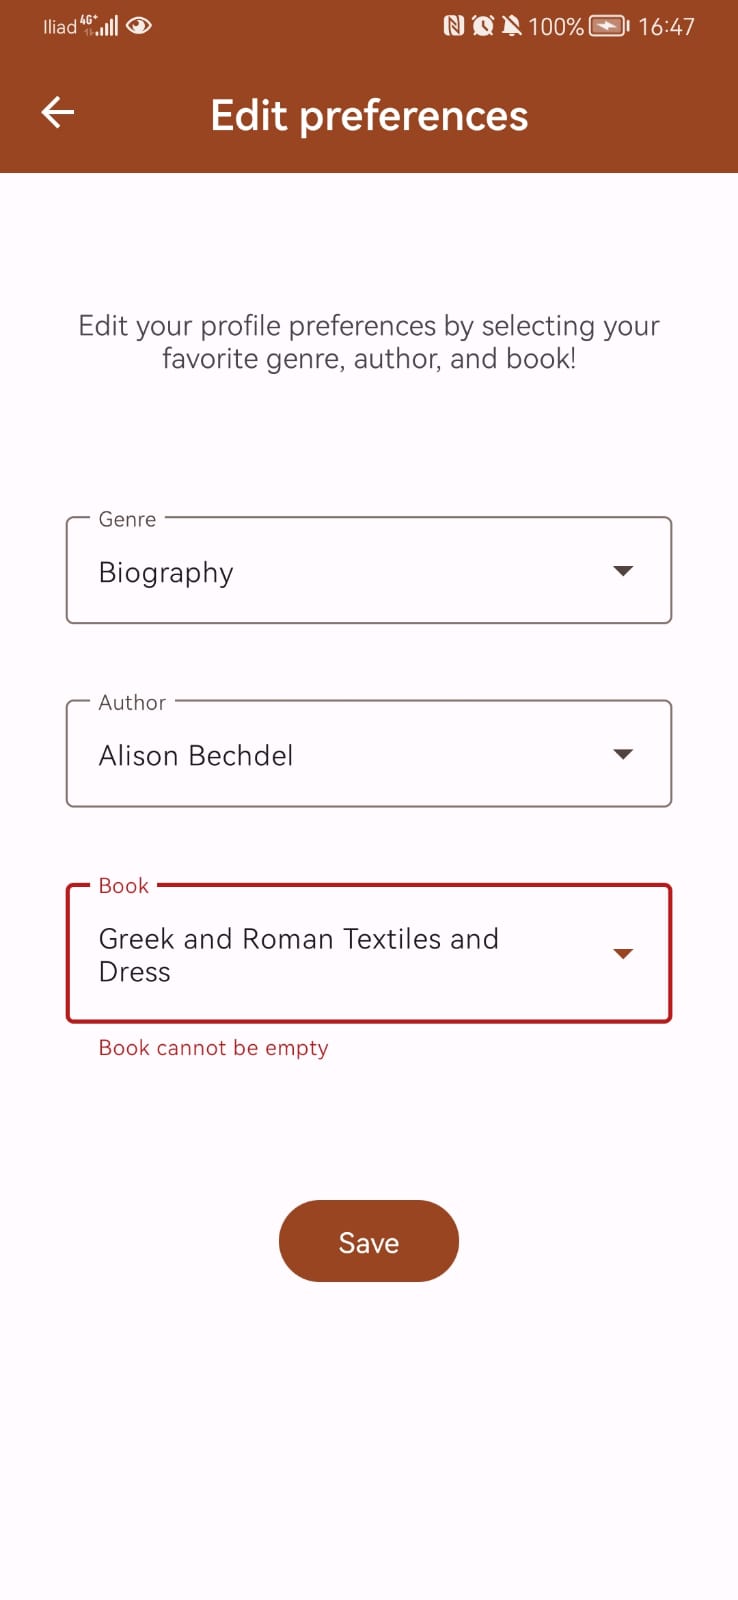 Iliad 4G+ 100% 16:47
Edit preferences
Edit your profile preferences by selecting your
favorite genre, author, and book!
Genre
Biography
Author
Alison Bechdel
Book
Greek and Roman Textiles and
Dress
Book cannot be empty
Save